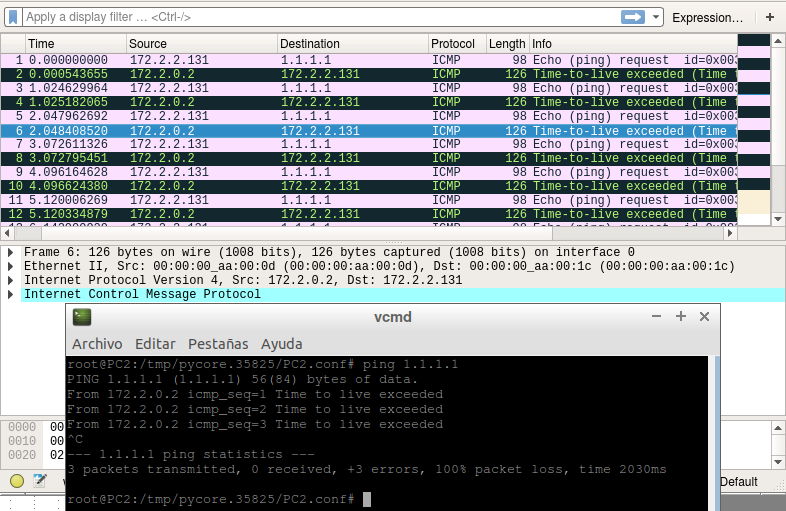 Apply a display filter … <Ctrl-/> Expression… +
Time Source Destination Protocol Length Info
1 0.000000000 172.2.2.131 1.1.1.1 ICMP 98 Echo (ping) request id=0x003
2 0.000543655 172.2.0.2 172.2.2.131 ICMP 126 Time-to-live exceeded (Time
3 1.024629964 172.2.2.131 1.1.1.1 ICMP 98 Echo (ping) request id=0x003
4 1.025182065 172.2.0.2 172.2.2.131 ICMP 126 Time-to-live exceeded (Time
5 2.047962692 172.2.2.131 1.1.1.1 ICMP 98 Echo (ping) request id=0x003
6 2.048408520 172.2.0.2 172.2.2.131 ICMP 126 Time-to-live exceeded (Time
7 3.072611326 172.2.2.131 1.1.1.1 ICMP 98 Echo (ping) request id=0x003
8 3.072795451 172.2.0.2 172.2.2.131 ICMP 126 Time-to-live exceeded (Time
9 4.096164628 172.2.2.131 1.1.1.1 ICMP 98 Echo (ping) request id=0x003
10 4.096624380 172.2.0.2 172.2.2.131 ICMP 126 Time-to-live exceeded (Time
11 5.120006269 172.2.2.131 1.1.1.1 ICMP 98 Echo (ping) request id=0x003
12 5.120334879 172.2.0.2 172.2.2.131 ICMP 126 Time-to-live exceeded (Time
Frame 6: 126 bytes on wire (1008 bits), 126 bytes captured (1008 bits) on interface 0
Ethernet II, Src: 00:00:00_aa:00:0d (00:00:00:aa:00:0d), Dst: 00:00:00_aa:00:1c (00:00:00:aa:00:1c)
Internet Protocol Version 4, Src: 172.2.0.2, Dst: 172.2.2.131
Internet Control Message Protocol
vcmd
Archivo Editar Pestañas Ayuda
root@PC2:/tmp/pycore.35825/PC2.conf# ping 1.1.1.1
PING 1.1.1.1 (1.1.1.1) 56(84) bytes of data.
From 172.2.0.2 icmp_seq=1 Time to live exceeded
From 172.2.0.2 icmp_seq=2 Time to live exceeded
From 172.2.0.2 icmp_seq=3 Time to live exceeded
^C
--- 1.1.1.1 ping statistics ---
3 packets transmitted, 0 received, +3 errors, 100% packet loss, time 2030ms
root@PC2:/tmp/pycore.35825/PC2.conf#
0000 00
0010 00
0020 02
Default